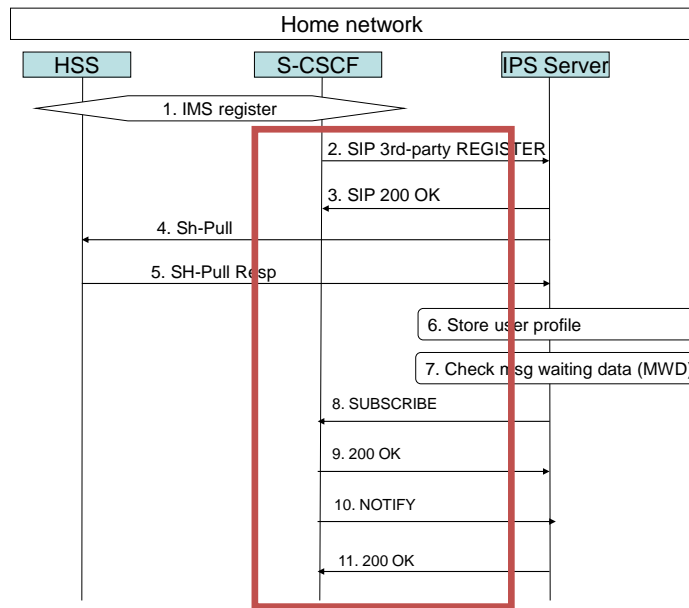 Home network
HSS S-CSCF IPS Server
1. IMS register
2. SIP 3rd-party REGISTER
3. SIP 200 OK
4. Sh-Pull
5. SH-Pull Resp
6. Store user profile
7. Check msg waiting data (MWD)
8. SUBSCRIBE
9. 200 OK
10. NOTIFY
11. 200 OK